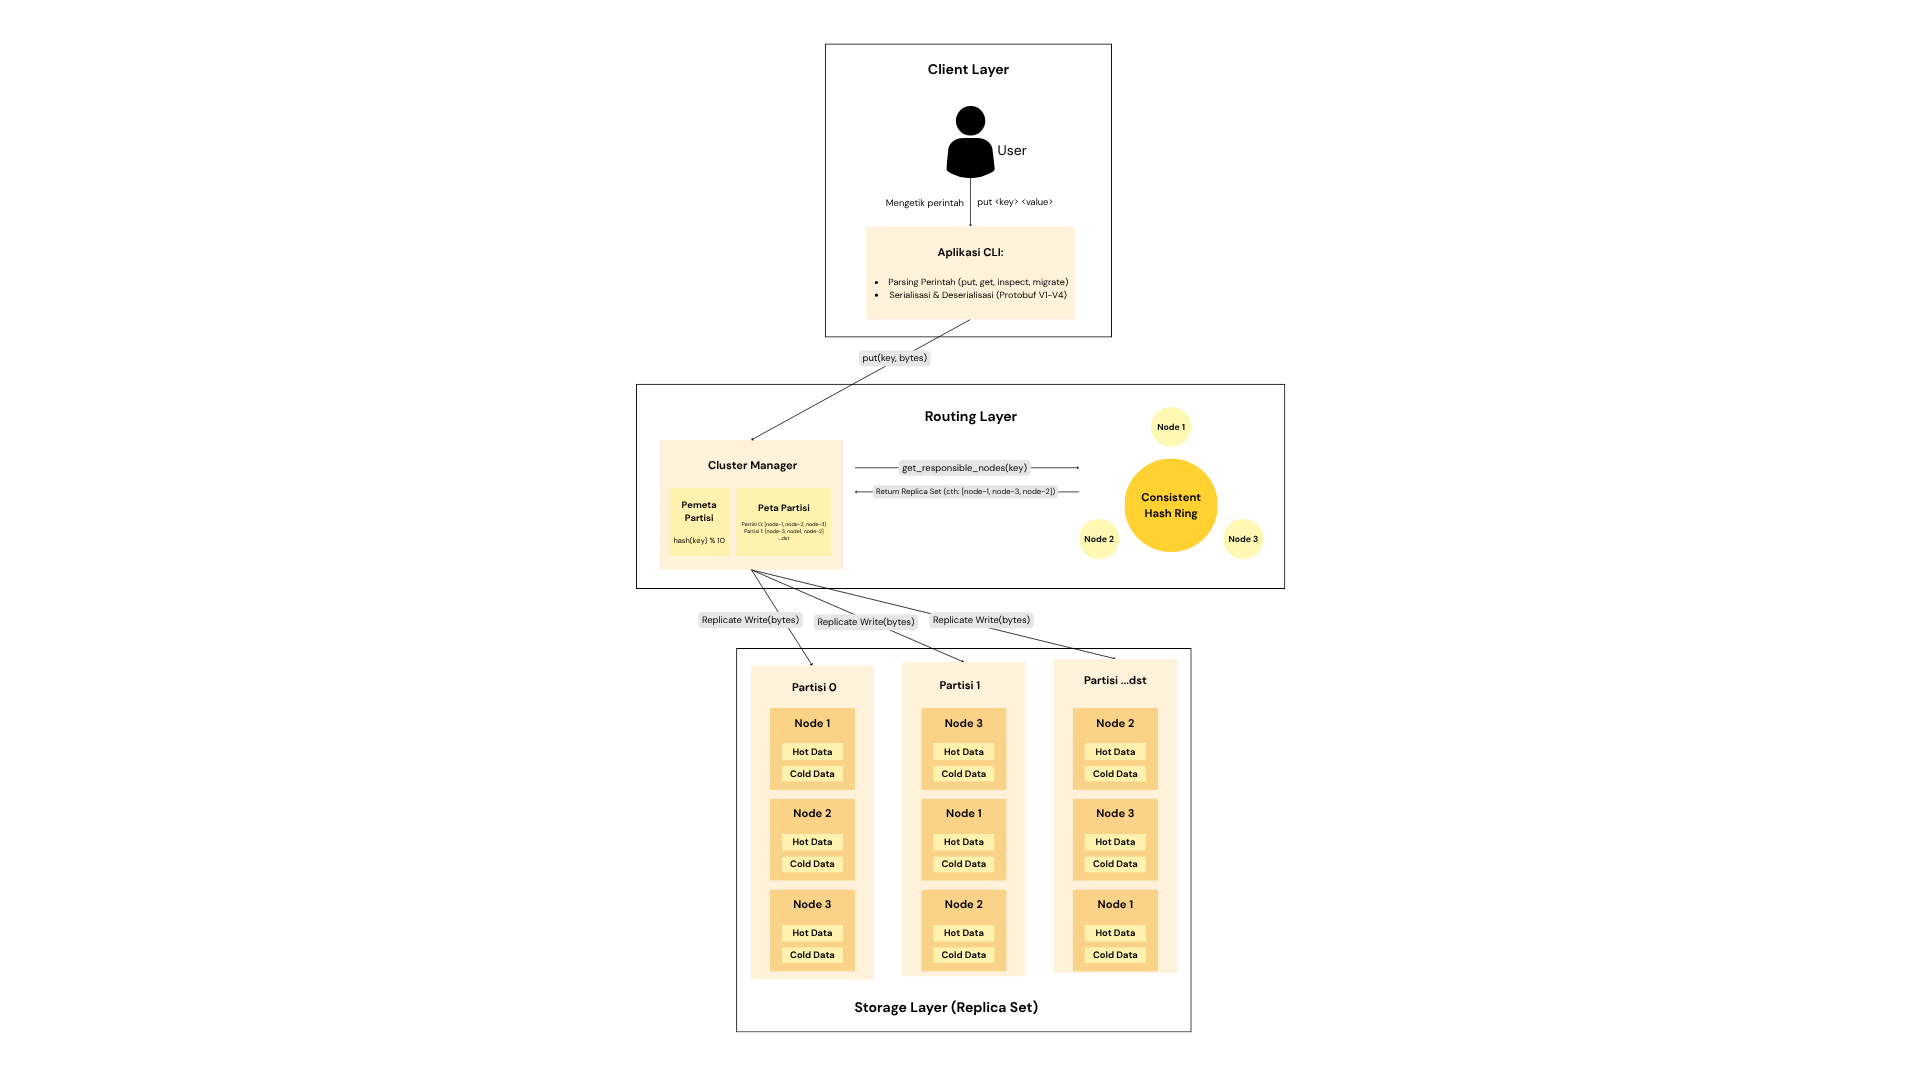 Client Layer
User
Mengetik perintah
put <key> <value>
Aplikasi CLI:
Parsing Perintah (put, get, inspect, migrate)
Serialisasi & Deserialisasi (Protobuf V1-V4)
put(key, bytes)
Routing Layer
Cluster Manager
Pemeta
Partisi
hash(key) % 10
Peta Partisi
Partisi 0: [node-1, node-2, node-3]
Partisi 1: [node-3, node1, node-2]
...dst
get_responsible_nodes(key)
Return Replica Set (cth: [node-1, node-3, node-2])
Node 1
Consistent
Hash Ring
Node 2
Node 3
Replicate Write(bytes)
Replicate Write(bytes)
Replicate Write(bytes)
Partisi 0
Node 1
Hot Data
Cold Data
Node 2
Hot Data
Cold Data
Node 3
Hot Data
Cold Data
Partisi 1
Node 3
Hot Data
Cold Data
Node 1
Hot Data
Cold Data
Node 2
Hot Data
Cold Data
Partisi ...dst
Node 2
Hot Data
Cold Data
Node 3
Hot Data
Cold Data
Node 1
Hot Data
Cold Data
Storage Layer (Replica Set)